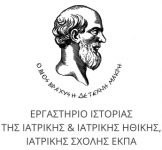 Ο ΒΙΟΣ ΒΡΑΧΥΣ Η ΔΕ ΤΕΧΝΗ ΜΑΚΡΗ
ΕΡΓΑΣΤΗΡΙΟ ΙΣΤΟΡΙΑΣ
ΤΗΣ ΙΑΤΡΙΚΗΣ & ΙΑΤΡΙΚΗΣ ΗΘΙΚΗΣ,
ΙΑΤΡΙΚΗΣ ΣΧΟΛΗΣ ΕΚΠΑ